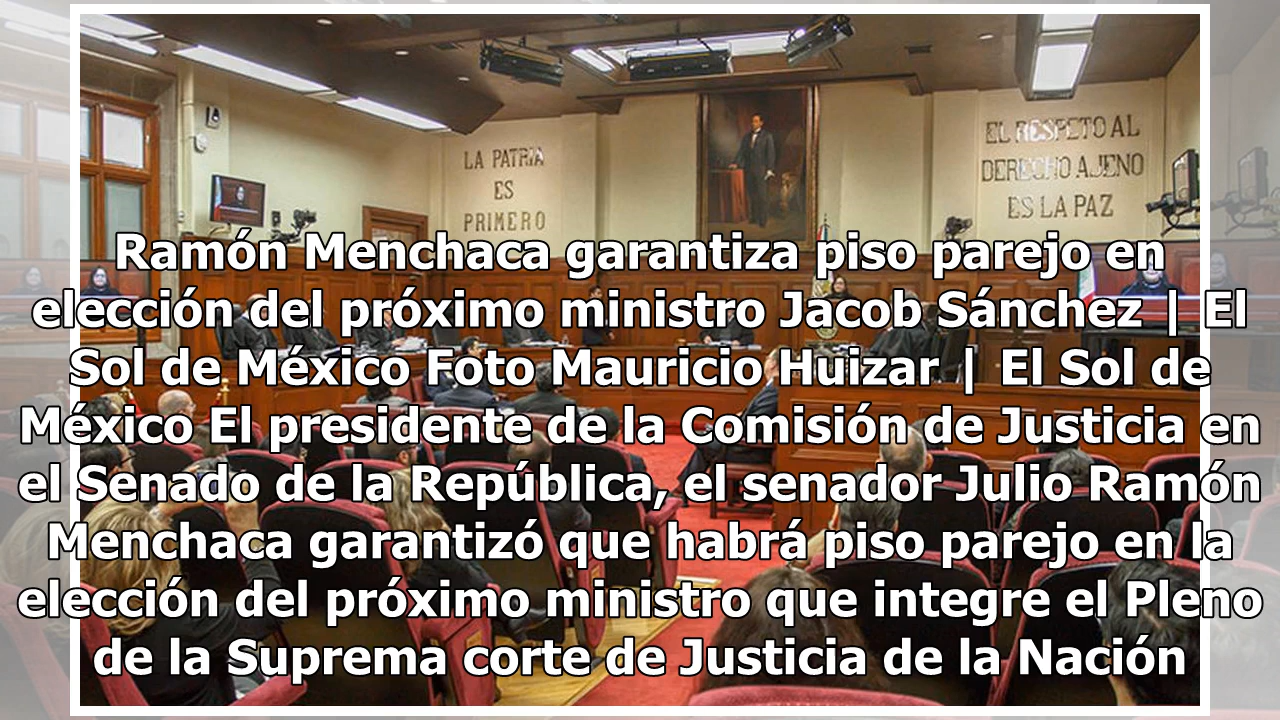 LA PATRIA
ES
PRIMERO
EL RESPETO AL
DERECHO AJENO
ES LA PAZ
Ramón Menchaca garantiza piso parejo en
elección del próximo ministro Jacob Sánchez | El
Sol de México Foto Mauricio Huizar | El Sol de
México El presidente de la Comisión de Justicia en
el Senado de la República, el senador Julio Ramón
Menchaca garantizó que habrá piso parejo en la
elección del próximo ministro que integre el Pleno
de la Suprema corte de Justicia de la Nación